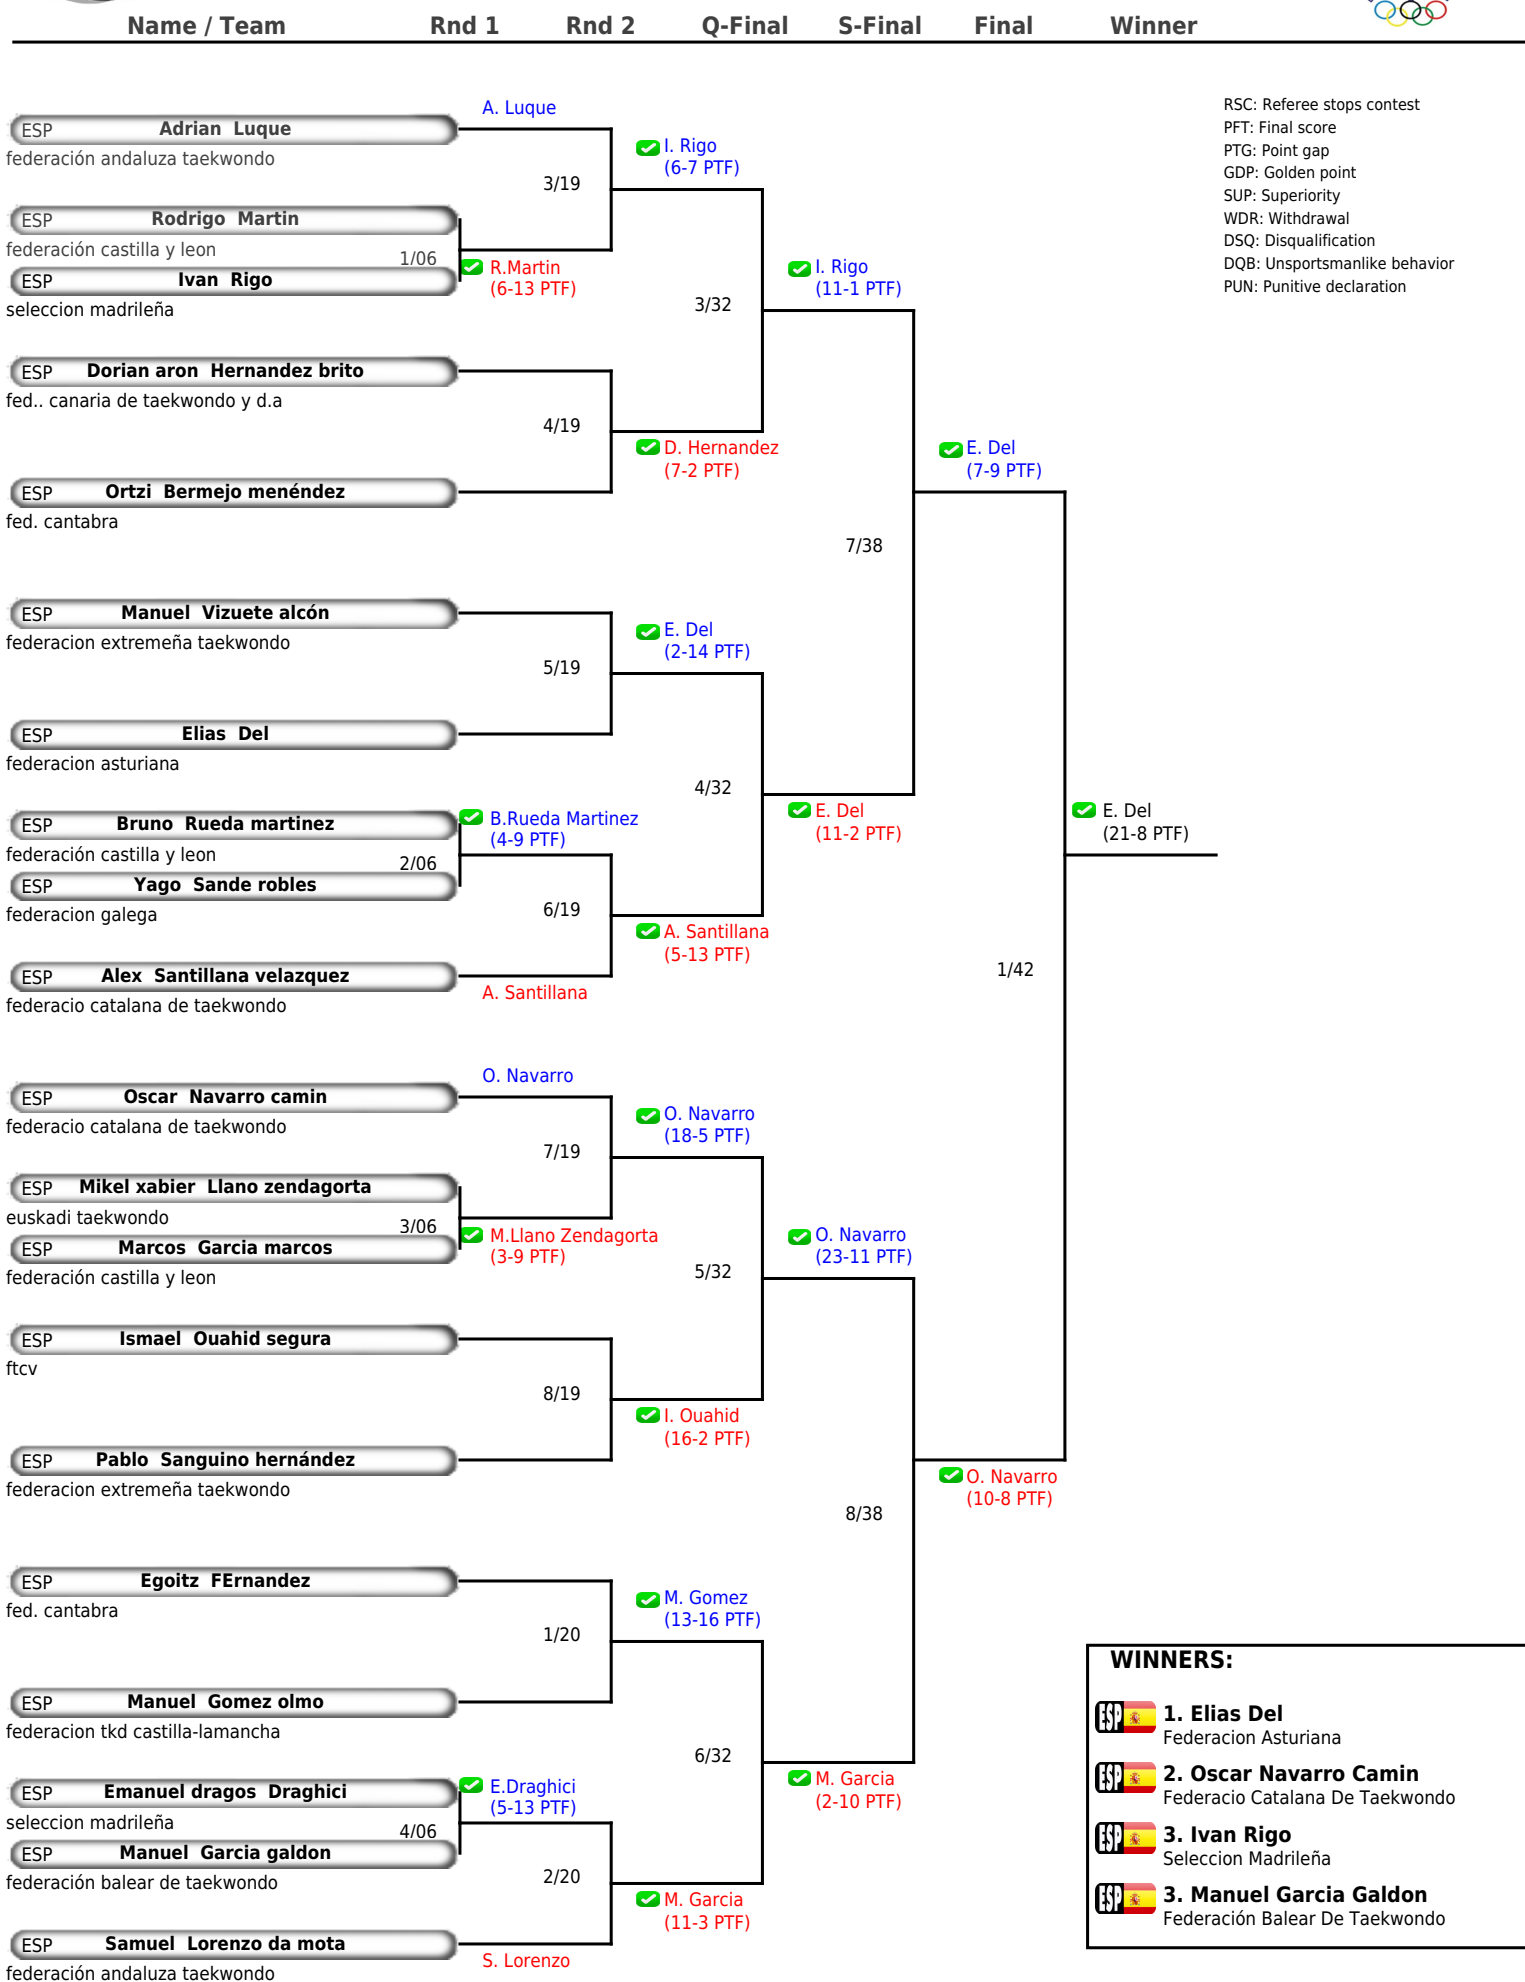 Name / Team Rnd 1 Rnd 2 Q-Final S-Final Final Winner
RSC: Referee stops contest
PFT: Final score
PTG: Point gap
GDP: Golden point
SUP: Superiority
WDR: Withdrawal
DSQ: Disqualification
DQB: Unsportsmanlike behavior
PUN: Punitive declaration
A. Luque
ESP Adrian Luque
federación andaluza taekwondo
I. Rigo
(6-7 PTF)
3/19
ESP Rodrigo Martin
federación castilla y leon
1/06
ESP Ivan Rigo
seleccion madrileña
R.Martin
(6-13 PTF)
I. Rigo
(11-1 PTF)
3/32
ESP Dorian aron Hernandez brito
fed.. canaria de taekwondo y d.a
4/19
D. Hernandez
(7-2 PTF)
E. Del
(7-9 PTF)
ESP Ortzi Bermejo menéndez
fed. cantabra
7/38
ESP Manuel Vizuete alcón
federacion extremeña taekwondo
E. Del
(2-14 PTF)
5/19
ESP Elias Del
federacion asturiana
4/32
ESP Bruno Rueda martinez
federación castilla y leon
B.Rueda Martinez
(4-9 PTF)
2/06
E. Del
(11-2 PTF)
E. Del
(21-8 PTF)
ESP Yago Sande robles
federacion galega
6/19
A. Santillana
(5-13 PTF)
ESP Alex Santillana velazquez
federacio catalana de taekwondo
A. Santillana
1/42
O. Navarro
ESP Oscar Navarro camin
federacio catalana de taekwondo
O. Navarro
(18-5 PTF)
7/19
ESP Mikel xabier Llano zendagorta
euskadi taekwondo
3/06
ESP Marcos Garcia marcos
federación castilla y leon
M.Llano Zendagorta
(3-9 PTF)
O. Navarro
(23-11 PTF)
5/32
ESP Ismael Ouahid segura
ftcv
8/19
I. Ouahid
(16-2 PTF)
ESP Pablo Sanguino hernández
federacion extremeña taekwondo
O. Navarro
(10-8 PTF)
8/38
ESP Egoitz FErnandez
fed. cantabra
M. Gomez
(13-16 PTF)
1/20
ESP Manuel Gomez olmo
federacion tkd castilla-lamancha
6/32
ESP Emanuel dragos Draghici
seleccion madrileña
E.Draghici
(5-13 PTF)
4/06
M. Garcia
(2-10 PTF)
ESP Manuel Garcia galdon
federación balear de taekwondo
2/20
M. Garcia
(11-3 PTF)
ESP Samuel Lorenzo da mota
federación andaluza taekwondo
S. Lorenzo
WINNERS:
ESP 1. Elias Del
Federacion Asturiana
ESP 2. Oscar Navarro Camin
Federacio Catalana De Taekwondo
ESP 3. Ivan Rigo
Seleccion Madrileña
ESP 3. Manuel Garcia Galdon
Federación Balear De Taekwondo